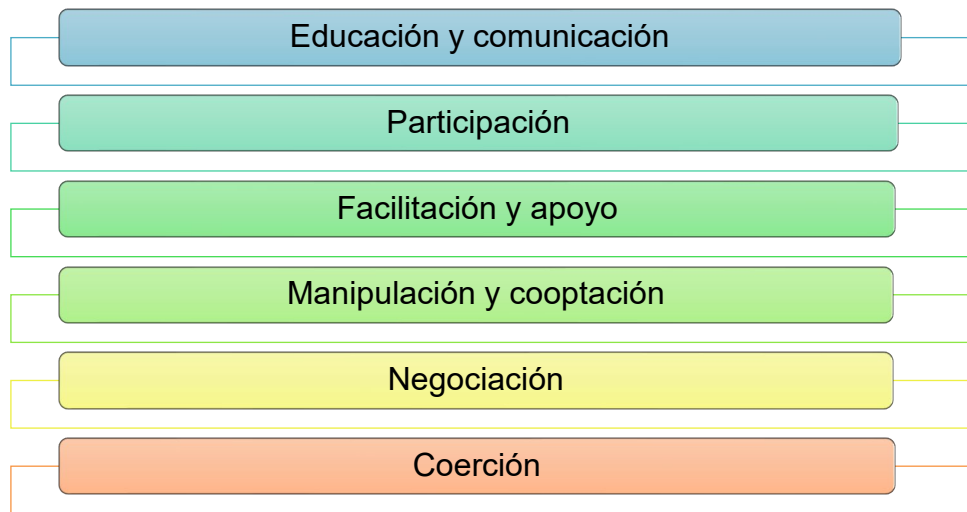 Educación y comunicación
Participación
Facilitación y apoyo
Manipulación y cooptación
Negociación
Coerción